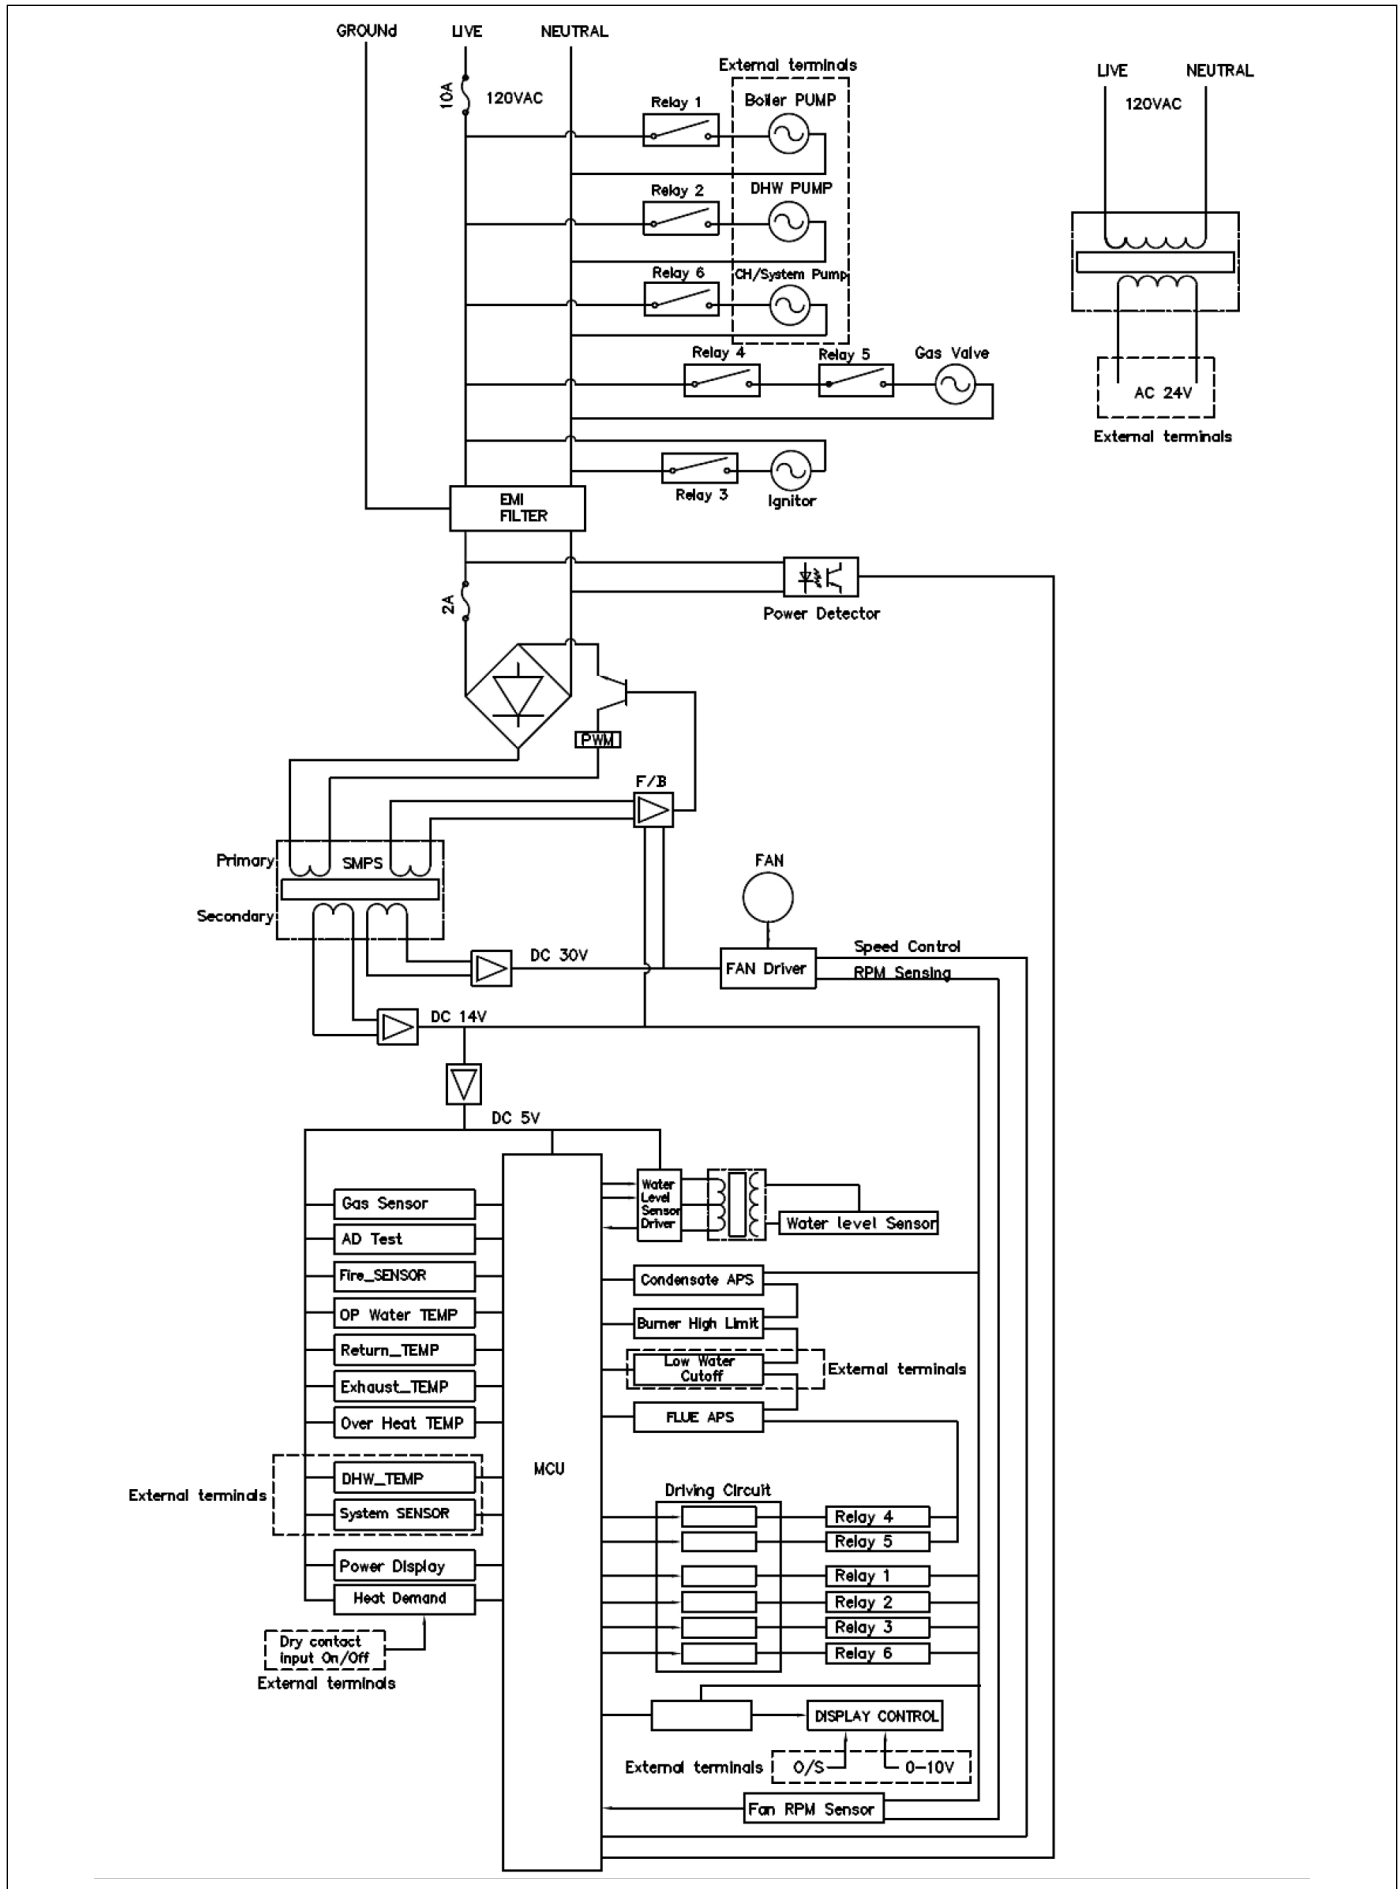 GROUNd LIVE NEUTRAL
External terminals
LIVE NEUTRAL
10A
120VAC
120VAC
Relay 1
Boiler PUMP
Relay 2
DHW PUMP
Relay 6
CH/System Pump
Relay 4
Relay 5
Gas Valve
AC 24V
External terminals
Relay 3
Ignitor
EMI
FILTER
2A
Power Detector
PWM
F/B
Primary
SMPS
Secondary
FAN
DC 30V
FAN Driver
Speed Control
RPM Sensing
DC 14V
DC 5V
Gas Sensor
AD Test
Fire_SENSOR
OP Water TEMP
Return_TEMP
Exhaust_TEMP
Over Heat TEMP
External terminals
DHW_TEMP
System SENSOR
Power Display
Heat Demand
Dry contact
input On/Off
External terminals
MCU
Water
Level
Sensor
Driver
Water level Sensor
Condensate APS
Burner High Limit
Low Water
Cutoff
External terminals
FLUE APS
Driving Circuit
Relay 4
Relay 5
Relay 1
Relay 2
Relay 3
Relay 6
DISPLAY CONTROL
External terminals
O/S
0-10V
Fan RPM Sensor